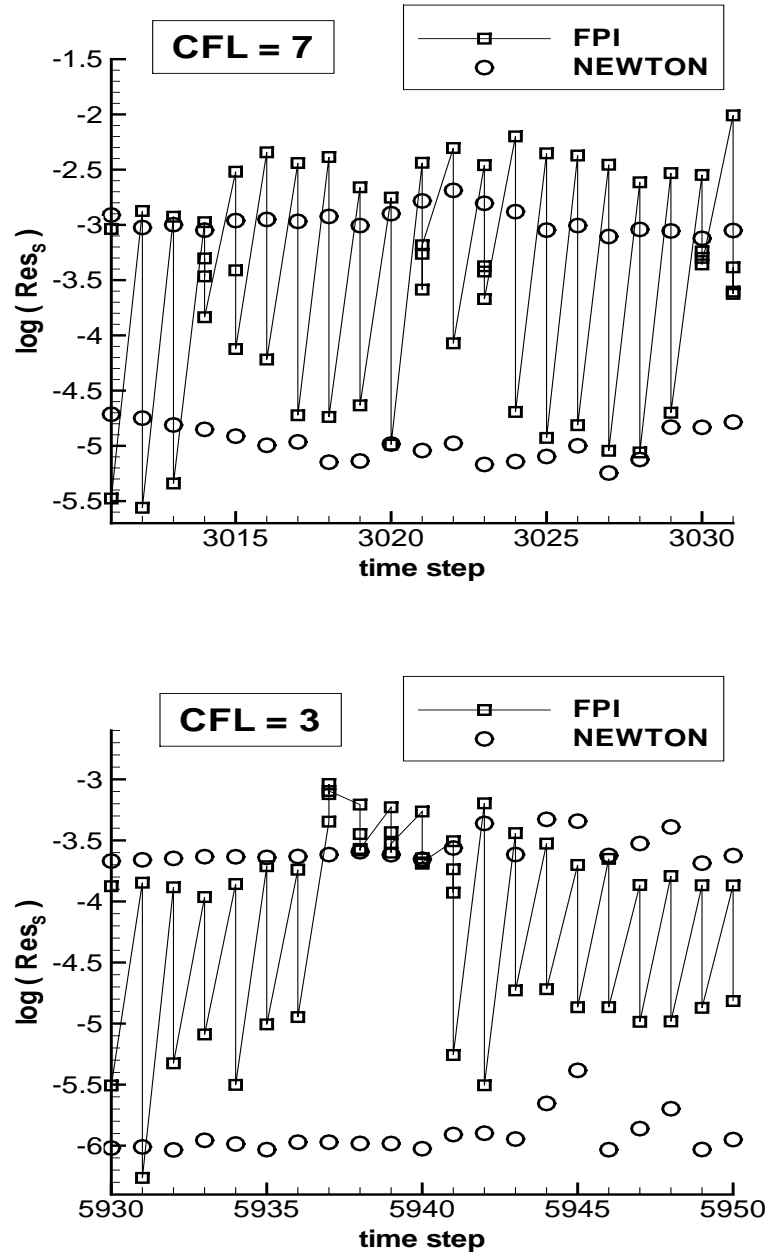 CFL = 7
FPI
NEWTON
-1.5
-2
-2.5
-3
-3.5
-4
-4.5
-5
-5.5
log ( Res_S )
3015 3020 3025 3030
time step
CFL = 3
FPI
NEWTON
-3
-3.5
-4
-4.5
-5
-5.5
-6
log ( Res_S )
5930 5935 5940 5945 5950
time step